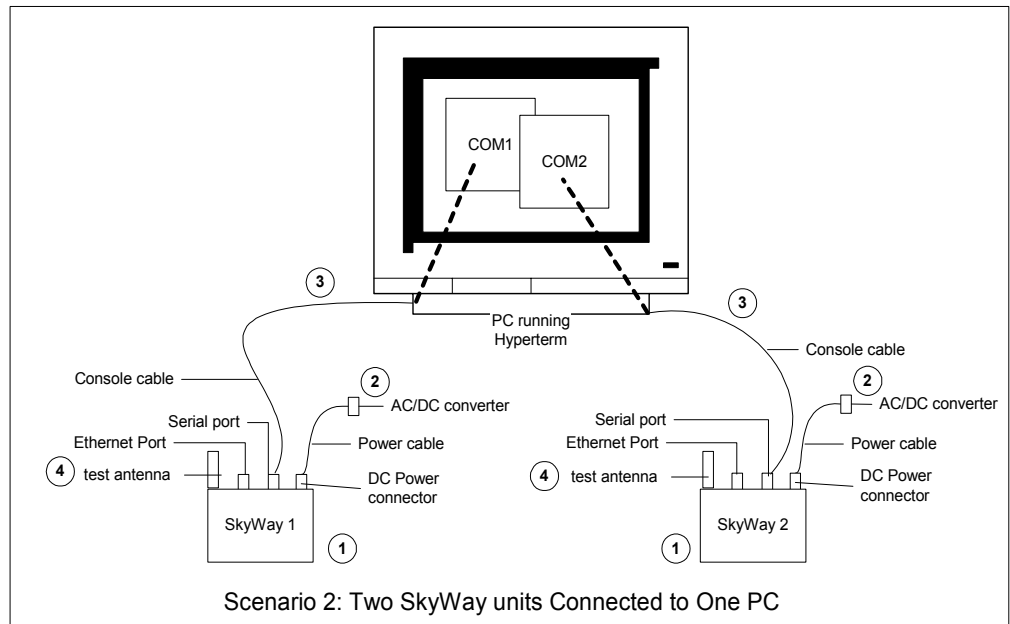 COM1
COM2
3
3
PC running
Hyperterm
Console cable
Console cable
2
2
AC/DC converter
AC/DC converter
Serial port
Serial port
Ethernet Port
Power cable
Ethernet Port
Power cable
4
test antenna
DC Power
connector
4
test antenna
DC Power
connector
SkyWay 1
1
1
SkyWay 2
Scenario 2: Two SkyWay units Connected to One PC